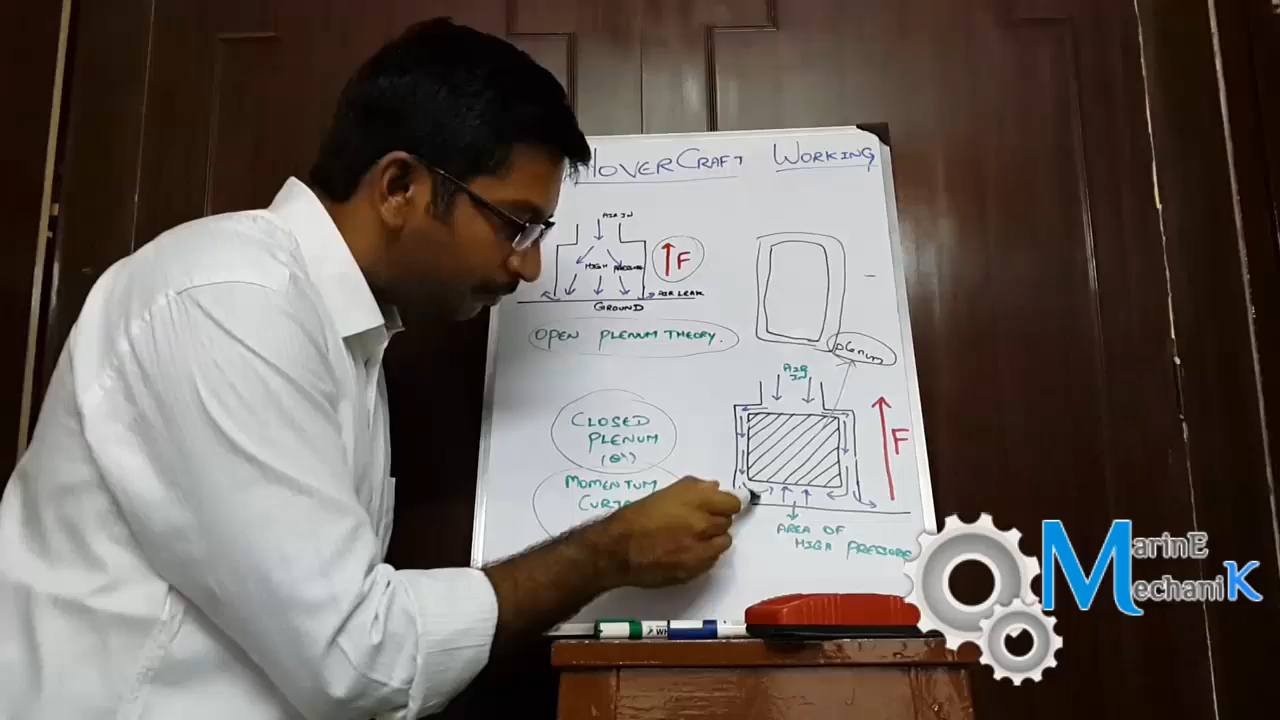 HOVERCRAFT WORKING
AIR IN
HIGH
F
AIR LEAK
GROUND
OPEN PLENUM THEORY.
PLENUM
AIR
IN
CLOSED
PLENUM
(OR)
MOMENTUM
F
AREA OF
HIGH PRESSURE
MarinE
MechaniK